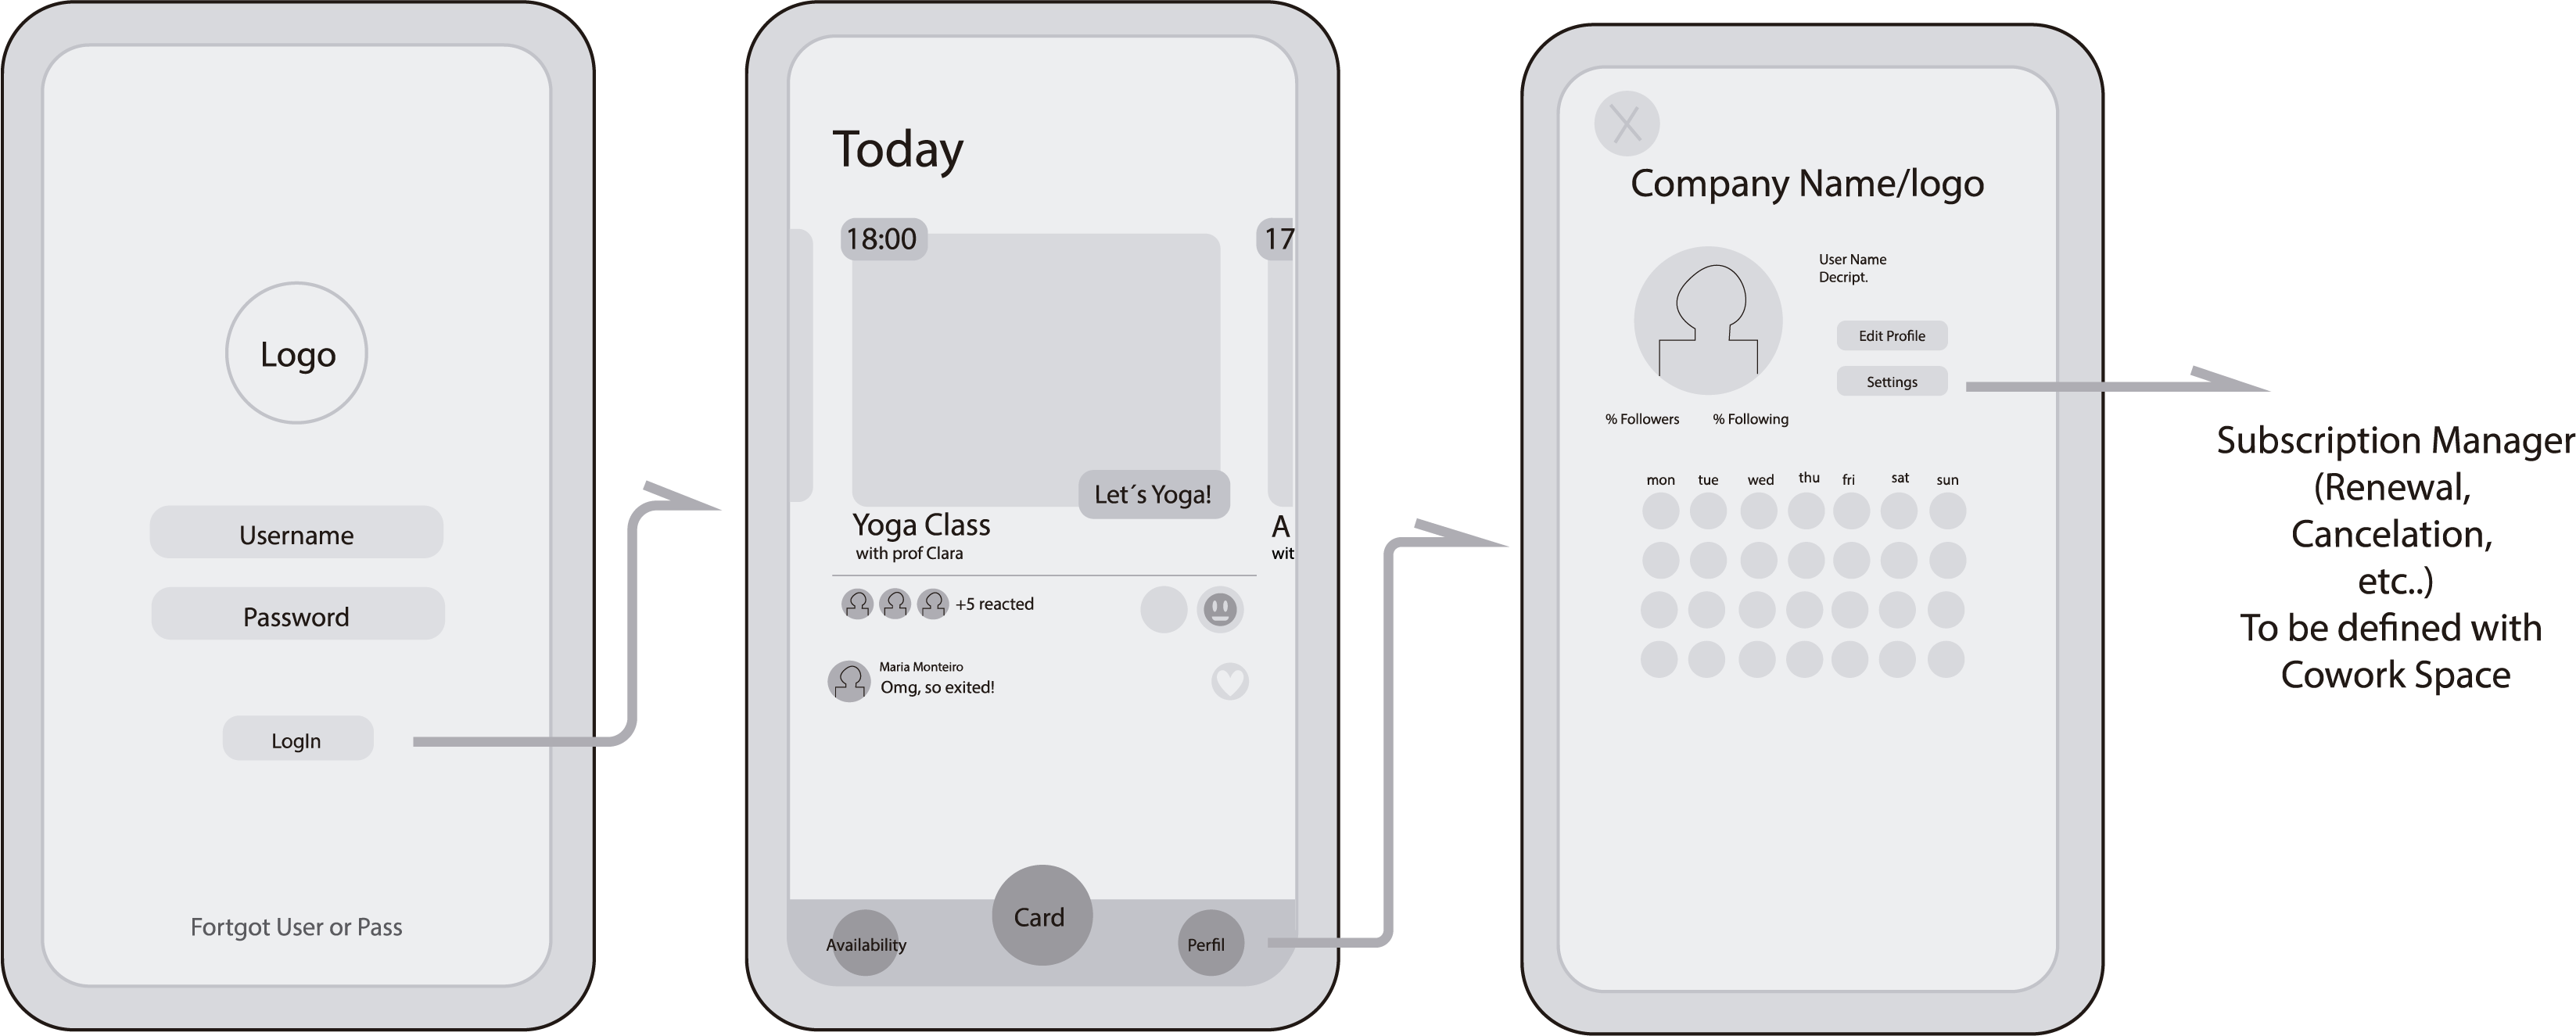 Logo
Username
Password
LogIn
Fortgot User or Pass
Today
18:00
17
Let´s Yoga!
Yoga Class
with prof Clara
A
wit
+5 reacted
Maria Monteiro
Omg, so exited!
Availability
Card
Perfil
Company Name/logo
User Name
Decript.
Edit Profile
Settings
% Followers % Following
mon tue wed thu fri sat sun
Subscription Manager
(Renewal,
Cancelation,
etc..)
To be defined with
Cowork Space